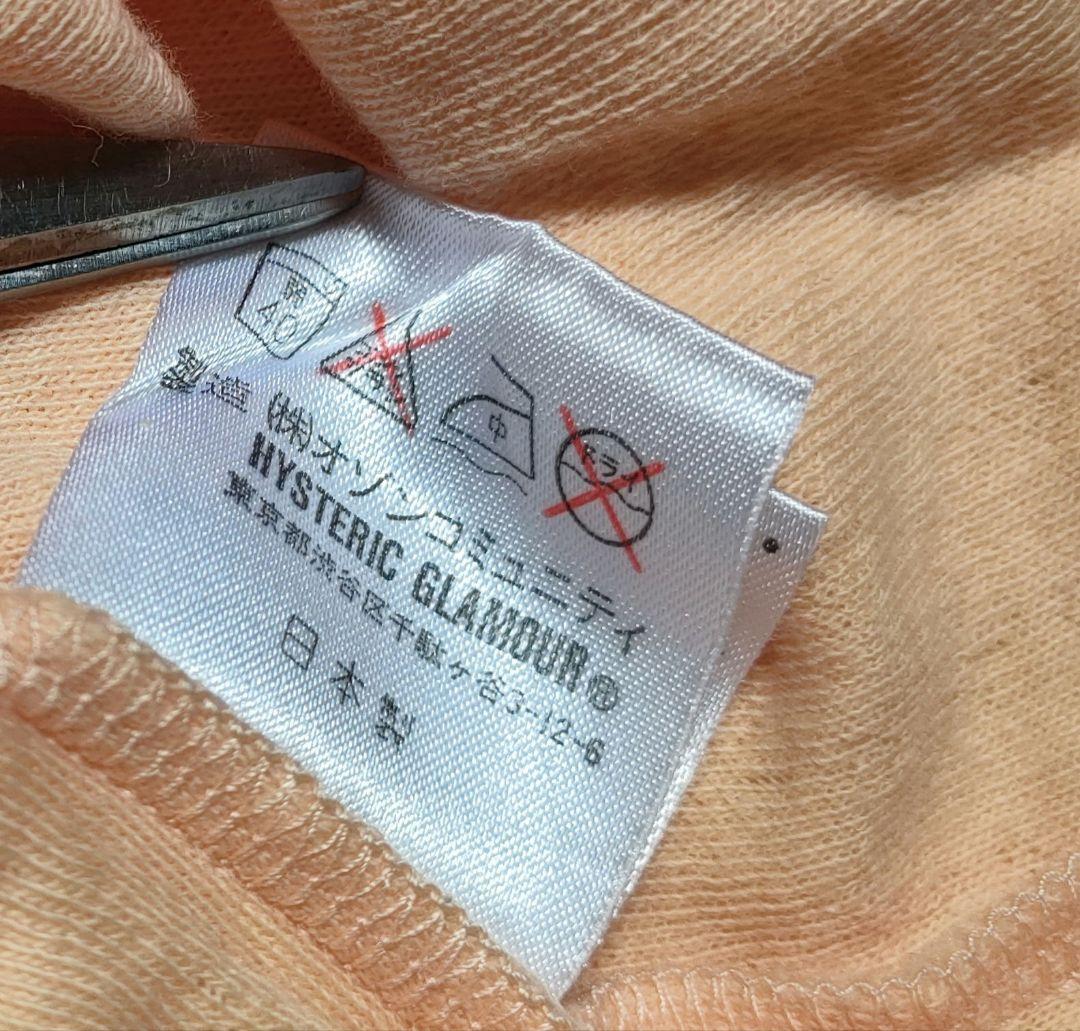 弱
40
中
ドライ
製造 (株)オゾンコミュニティ
HYSTERIC GLAMOUR®
東京都渋谷区千駄ケ谷3-12-6
日本製